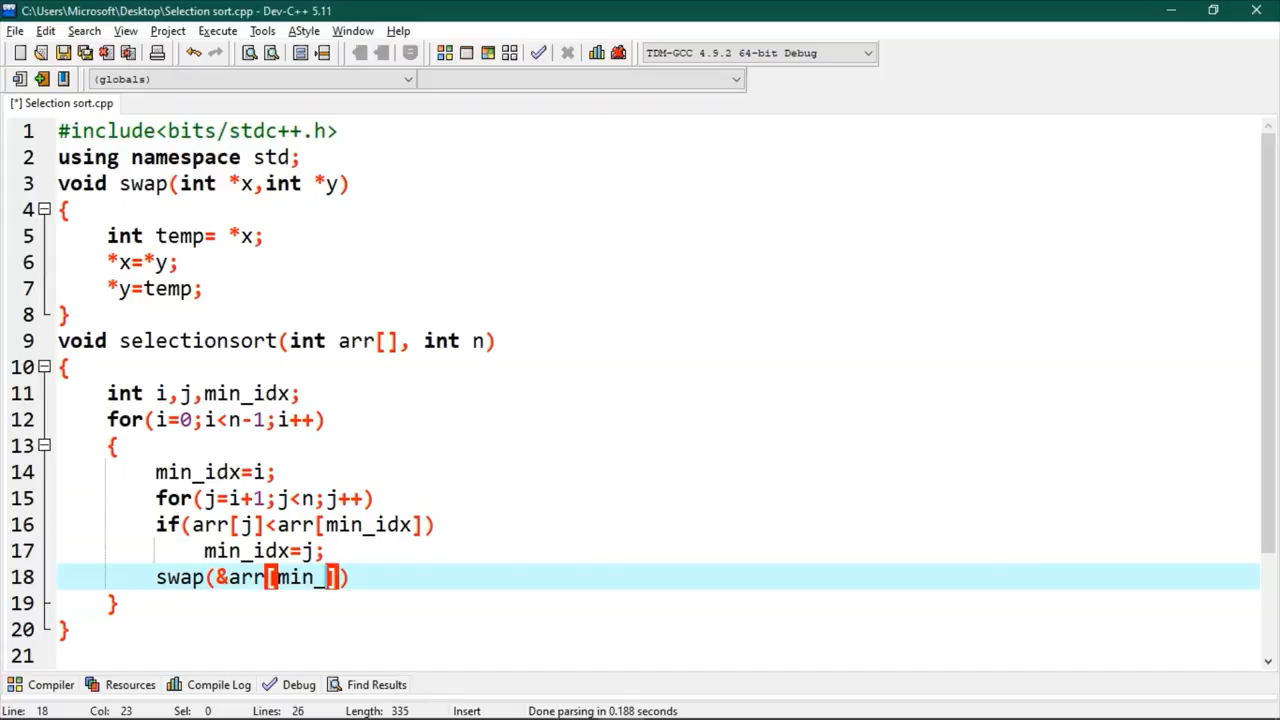 C:\Users\Microsoft\Desktop\Selection sort.cpp - Dev-C++ 5.11
File Edit Search View Project Execute Tools AStyle Window Help
TDM-GCC 4.9.2 64-bit Debug
(globals)
[*] Selection sort.cpp
1 #include<bits/stdc++.h>
2 using namespace std;
3 void swap(int *x,int *y)
4 {
5 int temp= *x;
6 *x=*y;
7 *y=temp;
8 }
9 void selectionsort(int arr[], int n)
10 {
11 int i,j,min_idx;
12 for(i=0;i<n-1;i++)
13 {
14 min_idx=i;
15 for(j=i+1;j<n;j++)
16 if(arr[j]<arr[min_idx])
17 min_idx=j;
18 swap(&arr[min_])
19 }
20 }
21
Compiler Resources Compile Log Debug Find Results
Line: 18 Col: 23 Sel: 0 Lines: 26 Length: 335 Insert Done parsing in 0.188 seconds